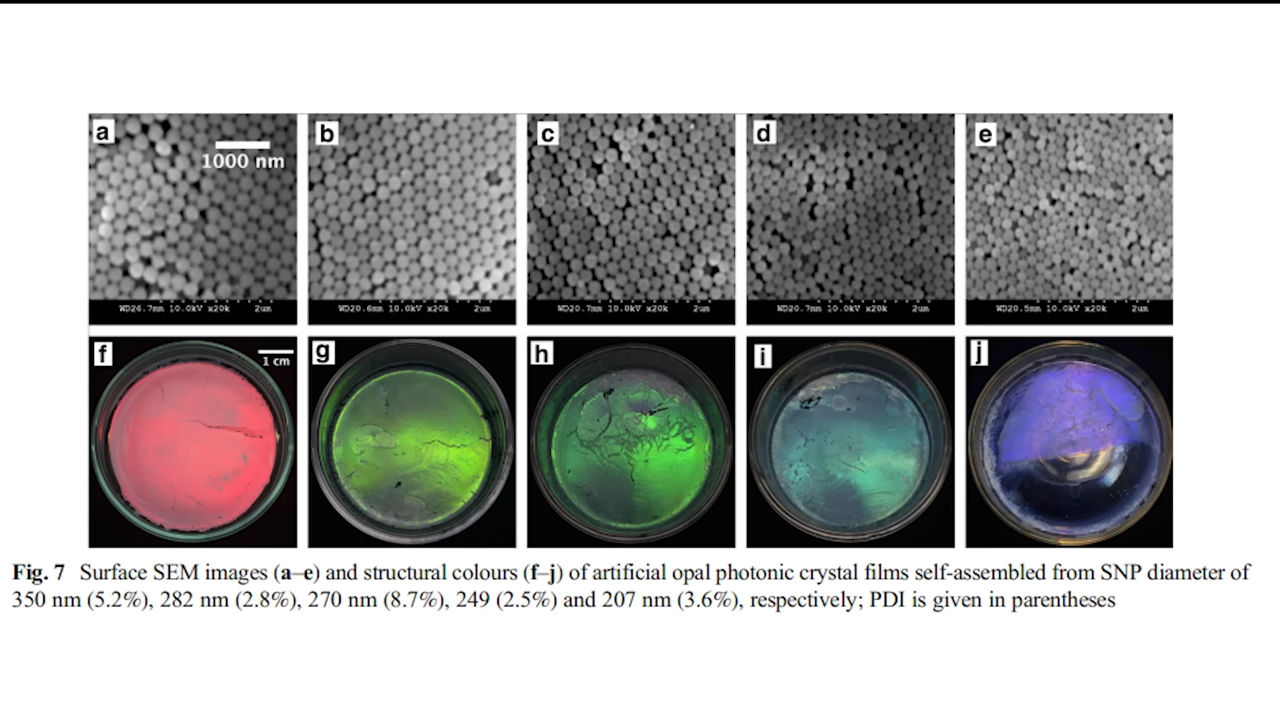 a
1000 nm
b
c
d
e
WD26.7mm 10.0kV x20k 2um
WD20.6mm 10.0kV x20k 2um
WD20.7mm 10.0kV x20k 2um
WD20.7mm 10.0kV x20k 2um
WD20.5mm 10.0kV x20k 2um
f
1 cm
g
h
i
j
Fig. 7 Surface SEM images (a–e) and structural colours (f–j) of artificial opal photonic crystal films self-assembled from SNP diameter of
350 nm (5.2%), 282 nm (2.8%), 270 nm (8.7%), 249 (2.5%) and 207 nm (3.6%), respectively; PDI is given in parentheses